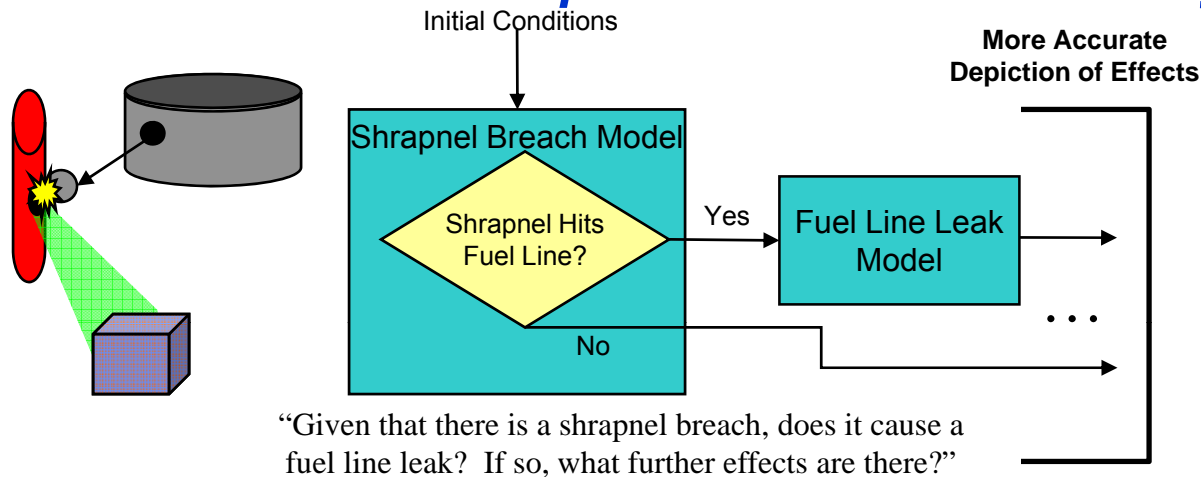 Initial Conditions
More Accurate
Depiction of Effects
Shrapnel Breach Model
Shrapnel Hits
Fuel Line?
Yes
Fuel Line Leak
Model
. . .
No
“Given that there is a shrapnel breach, does it cause a
fuel line leak?  If so, what further effects are there?”